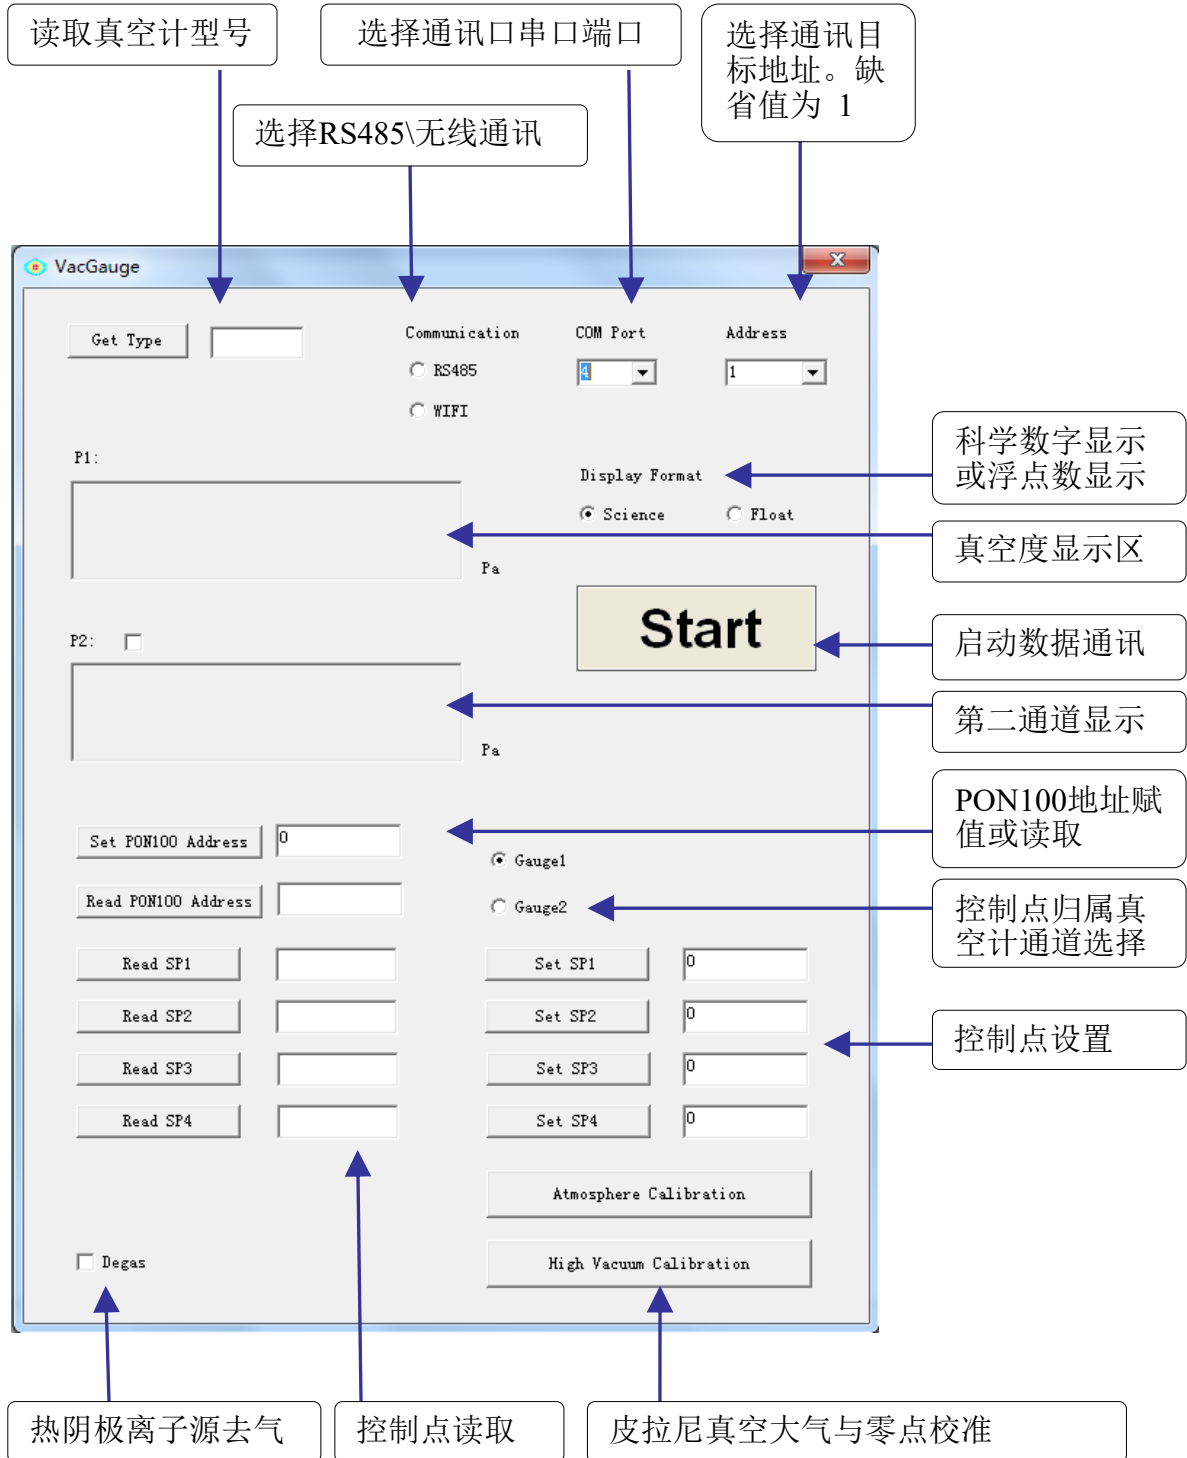 读取真空计型号
选择通讯口串口端口
选择通讯目
标地址。缺
省值为 1
选择RS485\无线通讯
VacGauge
Get Type
Communication
COM Port
Address
RS485
4
1
WIFI
科学数字显示
或浮点数显示
P1:
Display Format
Science
Float
真空度显示区
Pa
Start
启动数据通讯
P2:
第二通道显示
Pa
PON100地址赋
值或读取
Set PON100 Address
0
Gauge1
Read PON100 Address
Gauge2
控制点归属真
空计通道选择
Read SP1
Set SP1
0
Read SP2
Set SP2
0
控制点设置
Read SP3
Set SP3
0
Read SP4
Set SP4
0
Atmosphere Calibration
Degas
High Vacuum Calibration
热阴极离子源去气
控制点读取
皮拉尼真空大气与零点校准